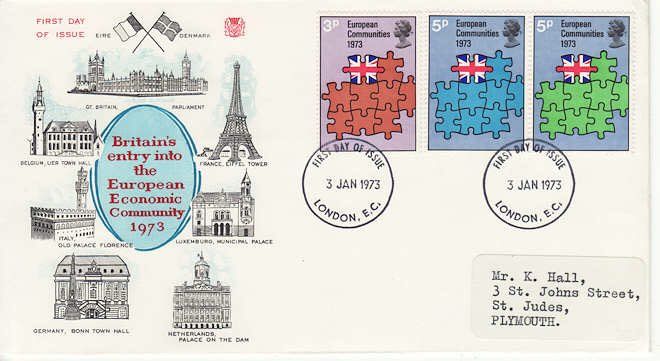 FIRST DAY
OF ISSUE
EIRE
DENMARK
GT. BRITAIN, PARLIAMENT
BELGIUM, LIER TOWN HALL
FRANCE, EIFFEL TOWER
Britain's
entry into
the
European
Economic
Community
1973
ITALY,
OLD PALACE FLORENCE
LUXEMBURG, MUNICIPAL PALACE
GERMANY, BONN TOWN HALL
NETHERLANDS,
PALACE ON THE DAM
3P
European
Communities
1973
5P
European
Communities
1973
5P
European
Communities
1973
FIRST DAY OF ISSUE
3 JAN 1973
LONDON, E.C.
FIRST DAY OF ISSUE
3 JAN 1973
LONDON, E.C.
Mr. K. Hall,
3 St. Johns Street,
St. Judes,
PLYMOUTH.